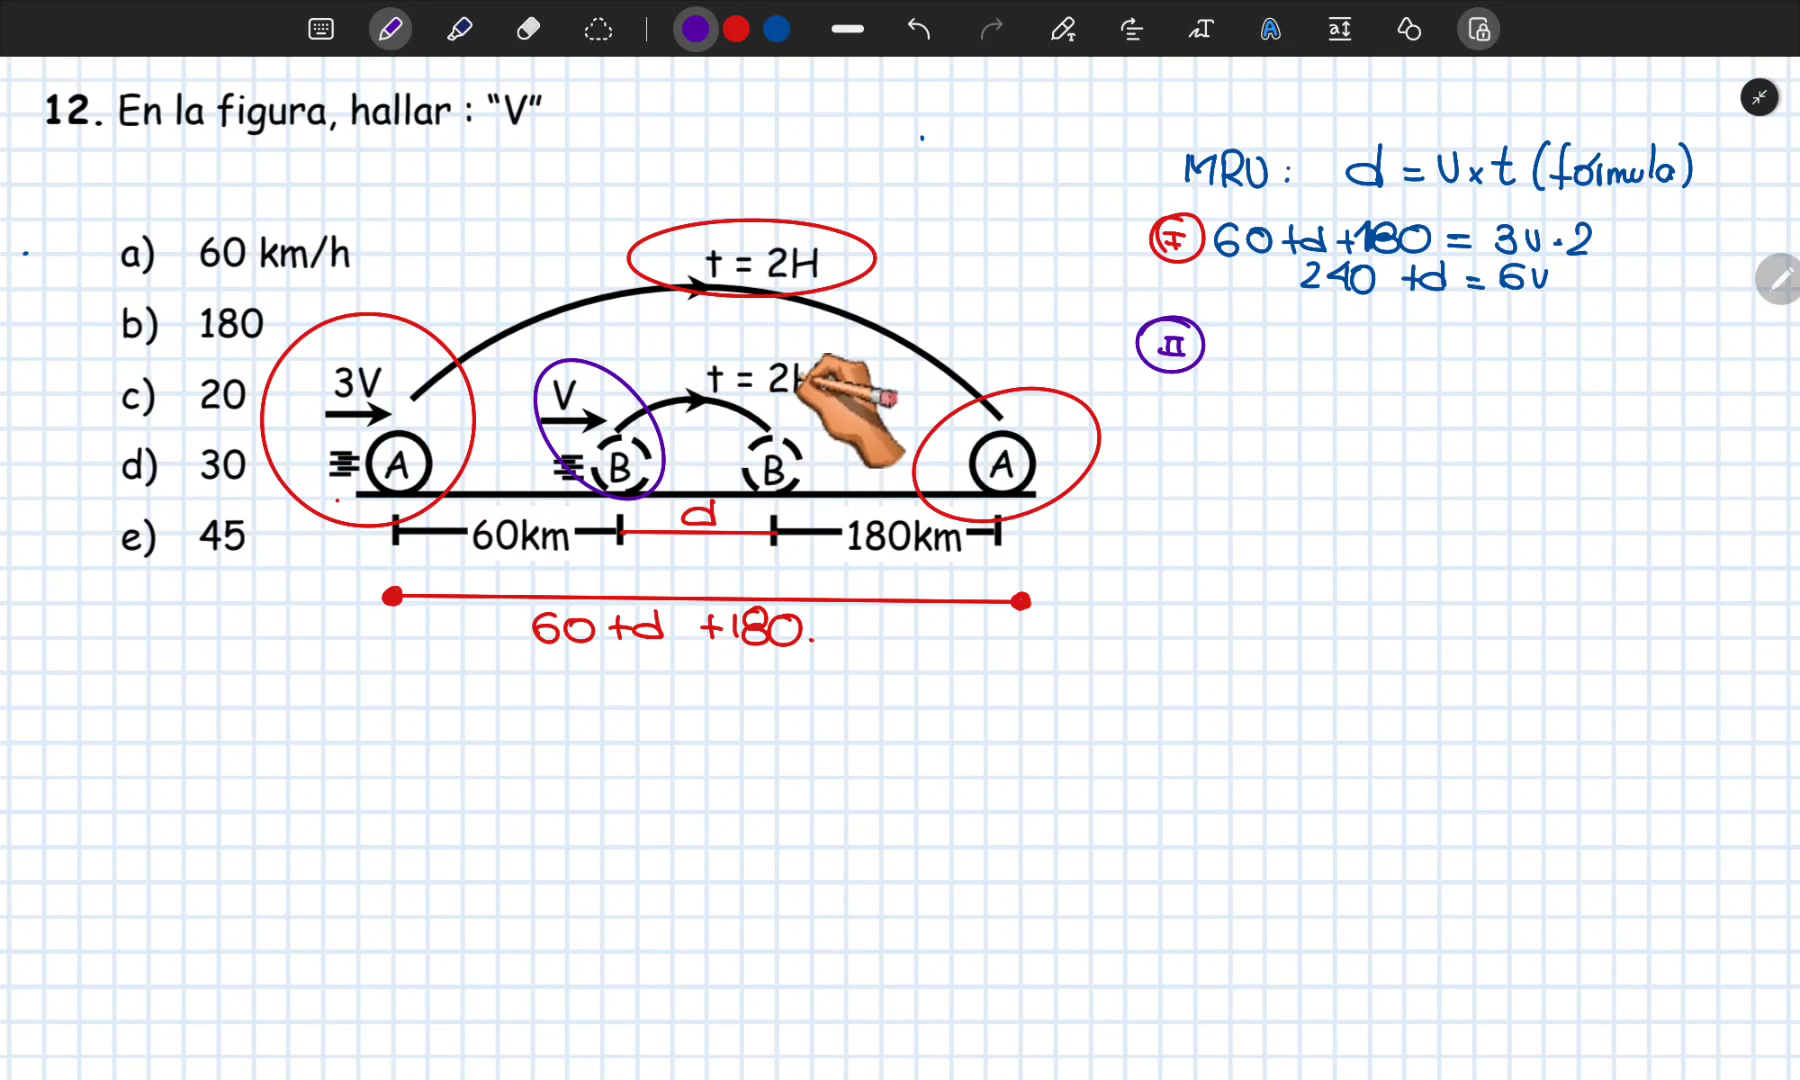 12. En la figura, hallar : "V"
MRU : d = v x t (fórmula)
I 60 + d + 180 = 3v . 2
240 + d = 6v
II
a) 60 km/h
b) 180
c) 20
d) 30
e) 45
t = 2H
3V
V
t = 2
A
B
B
A
60km
d
180km
60 + d + 180.